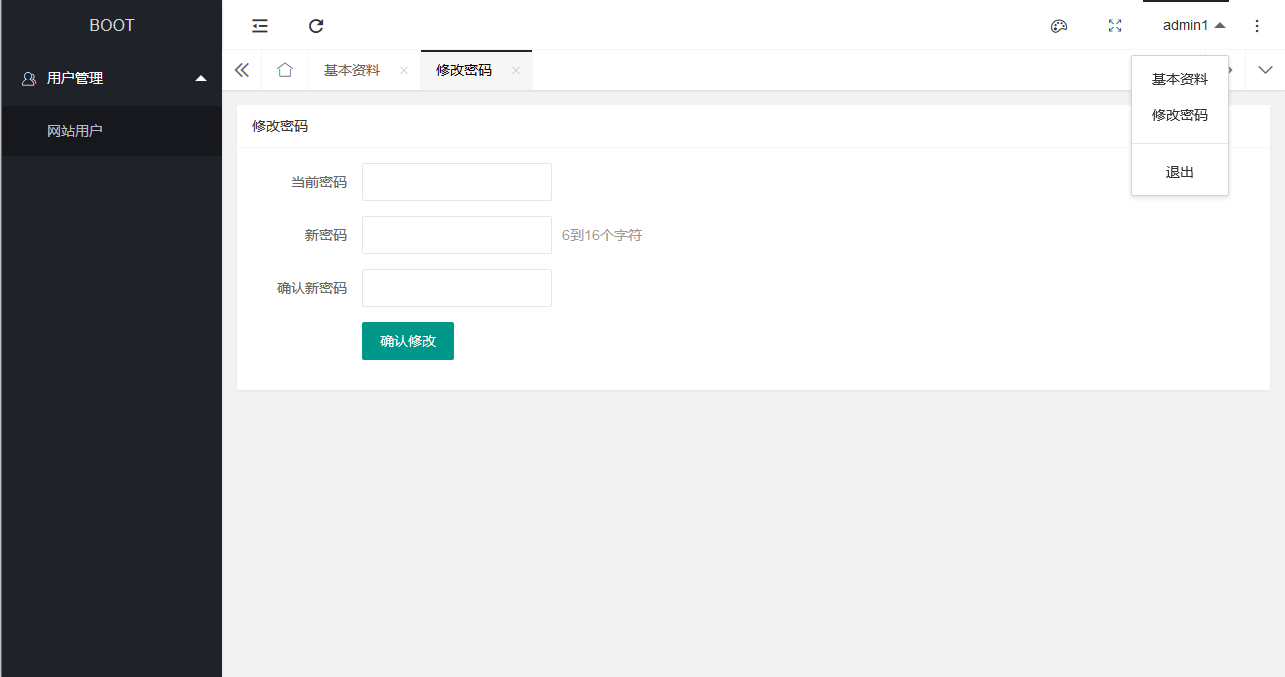 BOOT
admin1
用户管理
基本资料
修改密码
网站用户
基本资料
修改密码
退出
修改密码
当前密码
新密码
6到16个字符
确认新密码
确认修改